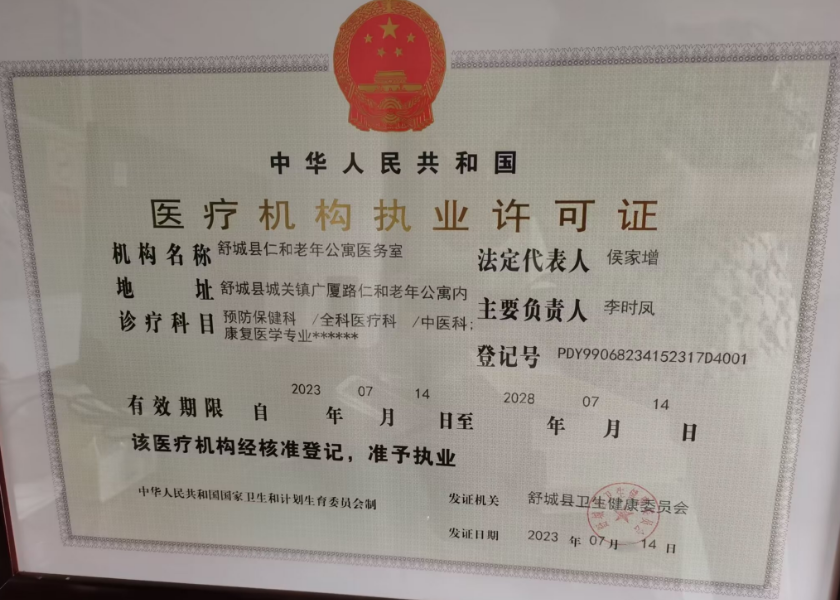 中华人民共和国
医疗机构执业许可证
机构名称 舒城县仁和老年公寓医务室
法定代表人 侯家增
地址 舒城县城关镇广厦路仁和老年公寓内
主要负责人 李时凤
诊疗科目 预防保健科 /全科医疗科 /中医科;
康复医学专业******
登记号 PDY99068234152317D4001
有效期限 自 2023 年 07 月 14 日至 2028 年 07 月 14 日
该医疗机构经核准登记，准予执业
中华人民共和国国家卫生和计划生育委员会制
发证机关 舒城县卫生健康委员会
发证日期 2023 年 07 月 14 日